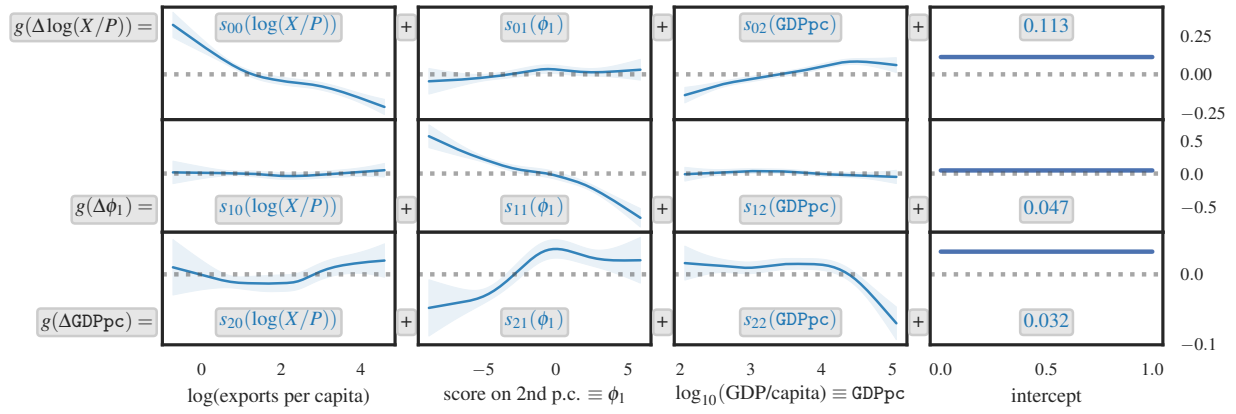 g(Δlog(X/P)) = s₀₀(log(X/P)) + s₀₁(ϕ₁) + s₀₂(GDPpc) + 0.113
0.25
0.00
−0.25
g(Δϕ₁) = s₁₀(log(X/P)) + s₁₁(ϕ₁) + s₁₂(GDPpc) + 0.047
0.5
0.0
−0.5
g(ΔGDPpc) = s₂₀(log(X/P)) + s₂₁(ϕ₁) + s₂₂(GDPpc) + 0.032
0.0
−0.1
0 2 4 −5 0 5 2 3 4 5 0.0 0.5 1.0
log(exports per capita) score on 2nd p.c. ≡ ϕ₁ log₁₀(GDP/capita) ≡ GDPpc intercept